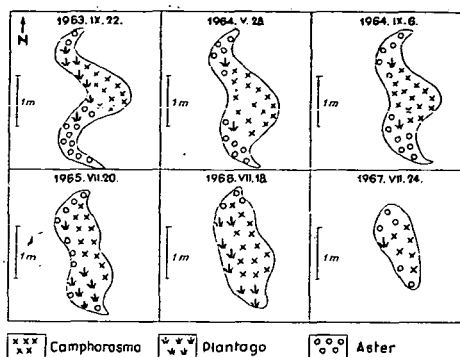 1963.IX.22.
1964.V.28.
1964.IX.6.
N
1m
1m
1m
1965.VII.20.
1966.VII.18.
1967.VII.24.
1m
1m
1m
Camphorosma
Plantago
Aster